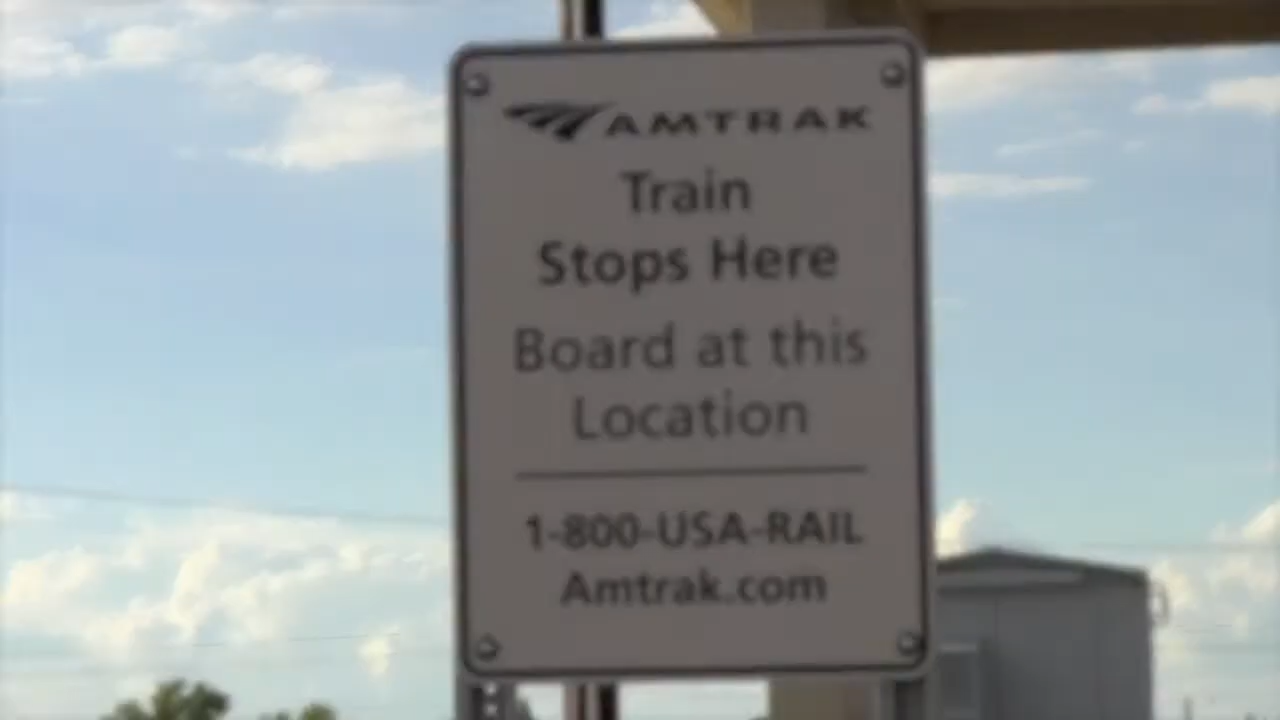 AMTRAK
Train
Stops Here
Board at this
Location
1-800-USA-RAIL
Amtrak.com